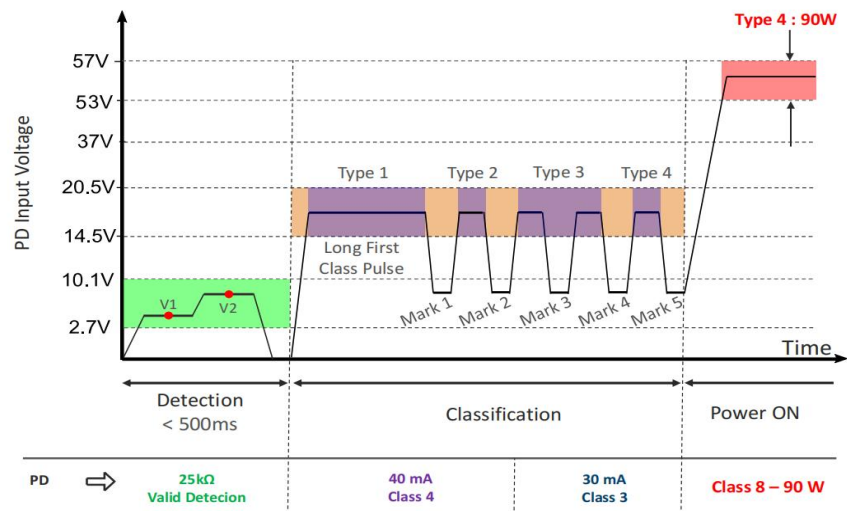 Type 4 : 90W
57V
53V
37V
20.5V
14.5V
10.1V
2.7V
PD Input Voltage
Type 1
Type 2
Type 3
Type 4
Long First
Class Pulse
V1
V2
Mark 1
Mark 2
Mark 3
Mark 4
Mark 5
Time
Detection
< 500ms
Classification
Power ON
PD
25kΩ
Valid Detecion
40 mA
Class 4
30 mA
Class 3
Class 8 – 90 W